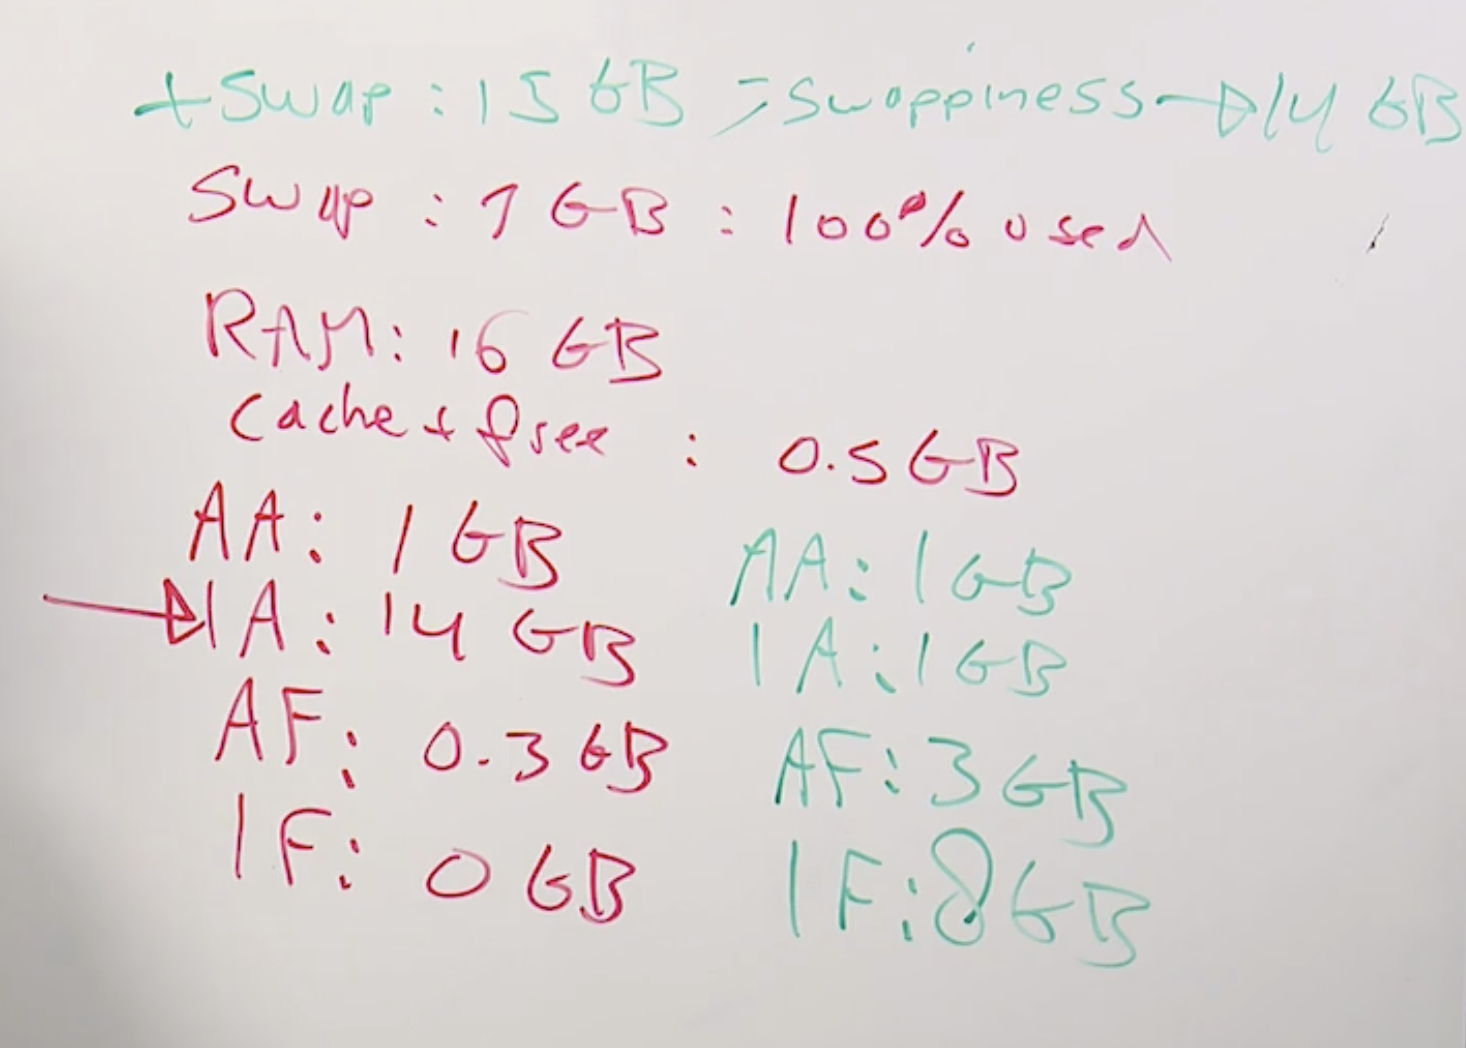 + Swap : 15 GB > swappiness → 14 GB
Swap : 1 GB : 100% used
RAM: 16 GB
Cache + free : 0.5 GB
AA: 1 GB
AA: 1 GB
→ IA: 14 GB
IA: 1 GB
AF: 0.3 GB
AF: 3 GB
IF: 0 GB
IF: 8 GB